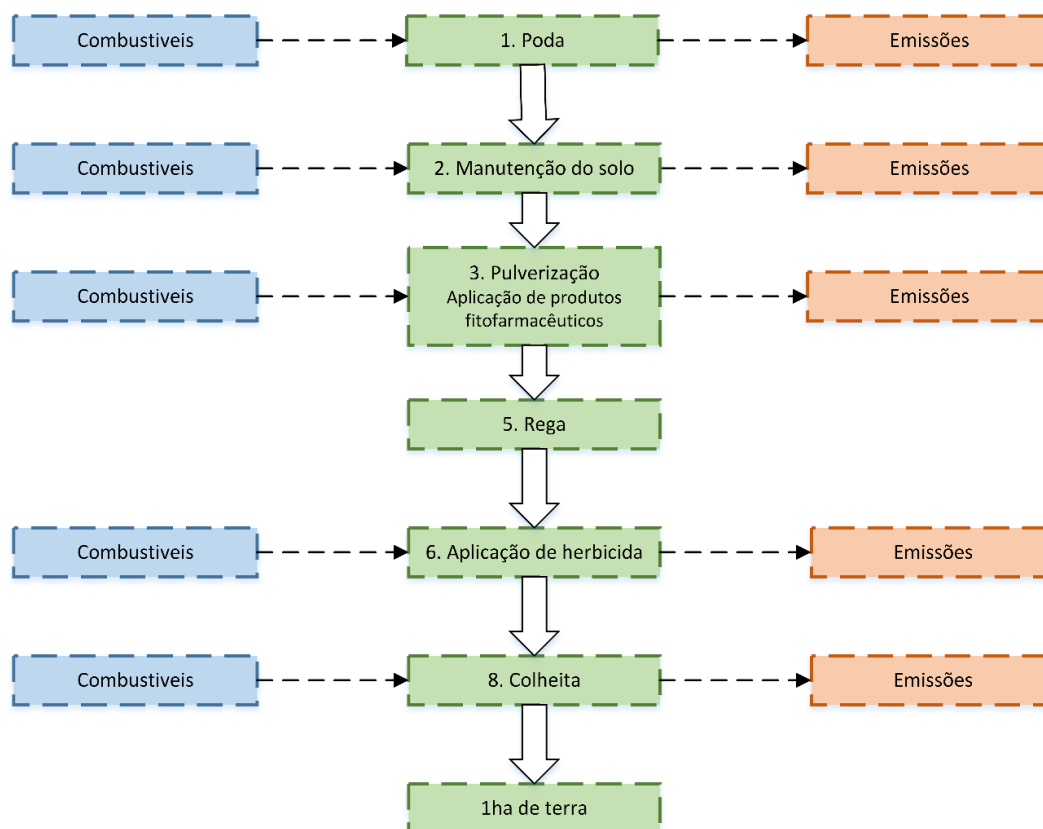 Combustiveis
1. Poda
Emissões
Combustiveis
2. Manutenção do solo
Emissões
Combustiveis
3. Pulverização
Aplicação de produtos
fitofarmacêuticos
Emissões
5. Rega
Combustiveis
6. Aplicação de herbicida
Emissões
Combustiveis
8. Colheita
Emissões
1ha de terra